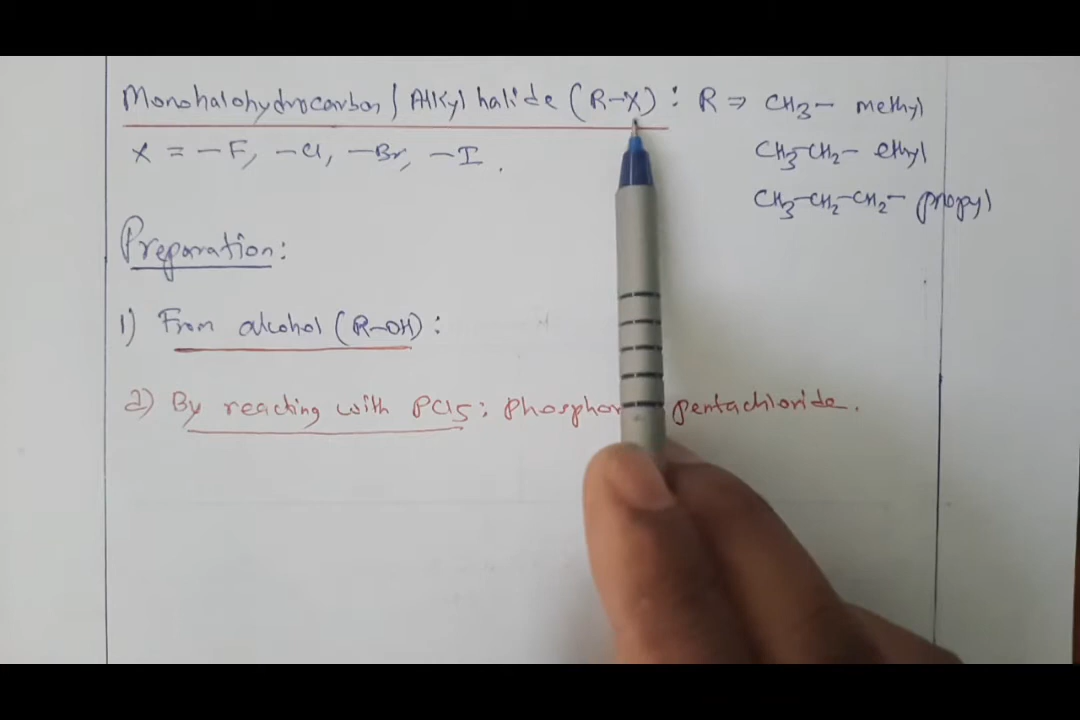 Monohalohydrocarbon / Alkyl halide (R-X) : R ⇒ CH3- methyl
X = -F, -Cl, -Br, -I . CH3-CH2- ethyl
CH3-CH2-CH2- propyl
Preparation:
1) From alcohol (R-OH) :
a) By reacting with PCl5 : phosphor pentachloride.